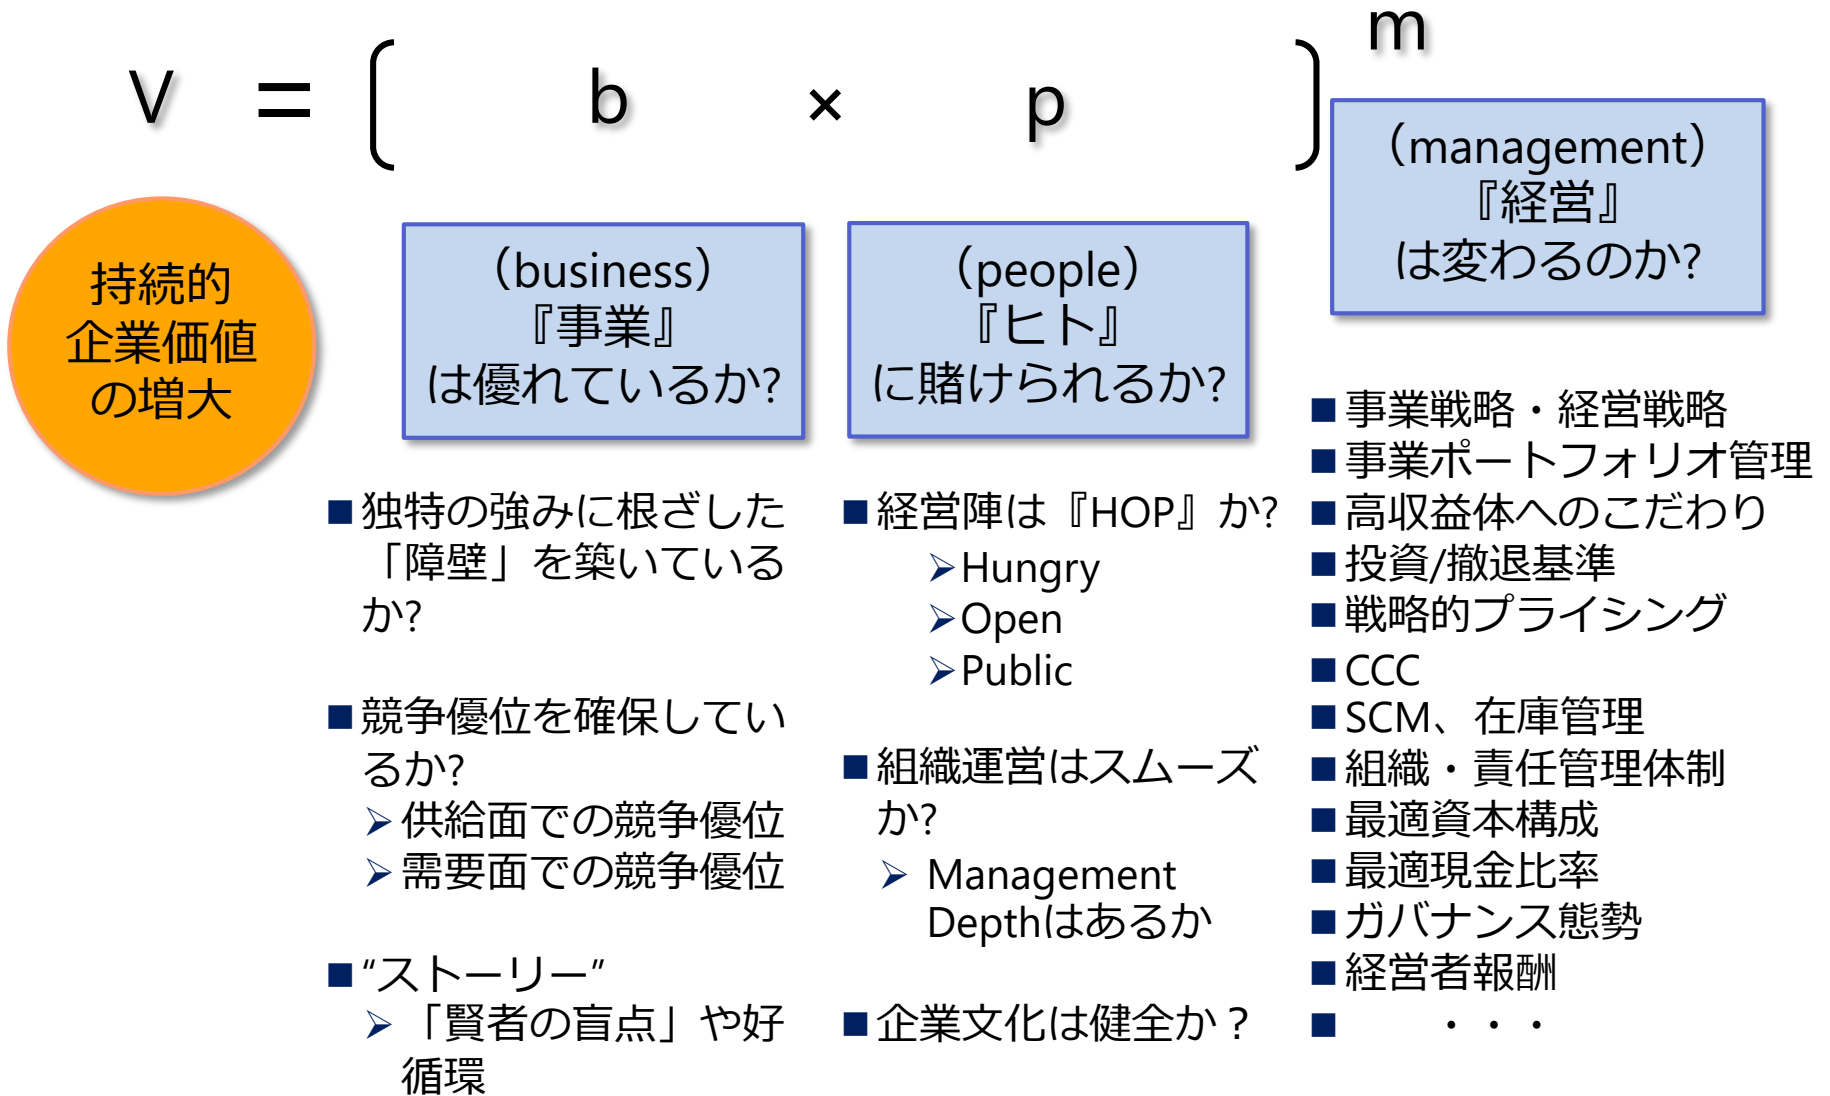 V = ( b × p ) m
持続的
企業価値
の増大
（business）
『事業』
は優れているか?
■独特の強みに根ざした
「障壁」を築いている
か?
■競争優位を確保してい
るか?
➢供給面での競争優位
➢需要面での競争優位
■“ストーリー”
➢「賢者の盲点」や好
循環
（people）
『ヒト』
に賭けられるか?
■経営陣は『HOP』か?
➢Hungry
➢Open
➢Public
■組織運営はスムーズ
か?
➢ Management
Depthはあるか
■企業文化は健全か？
（management）
『経営』
は変わるのか?
■事業戦略・経営戦略
■事業ポートフォリオ管理
■高収益体へのこだわり
■投資/撤退基準
■戦略的プライシング
■CCC
■SCM、在庫管理
■組織・責任管理体制
■最適資本構成
■最適現金比率
■ガバナンス態勢
■経営者報酬
■ ・・・